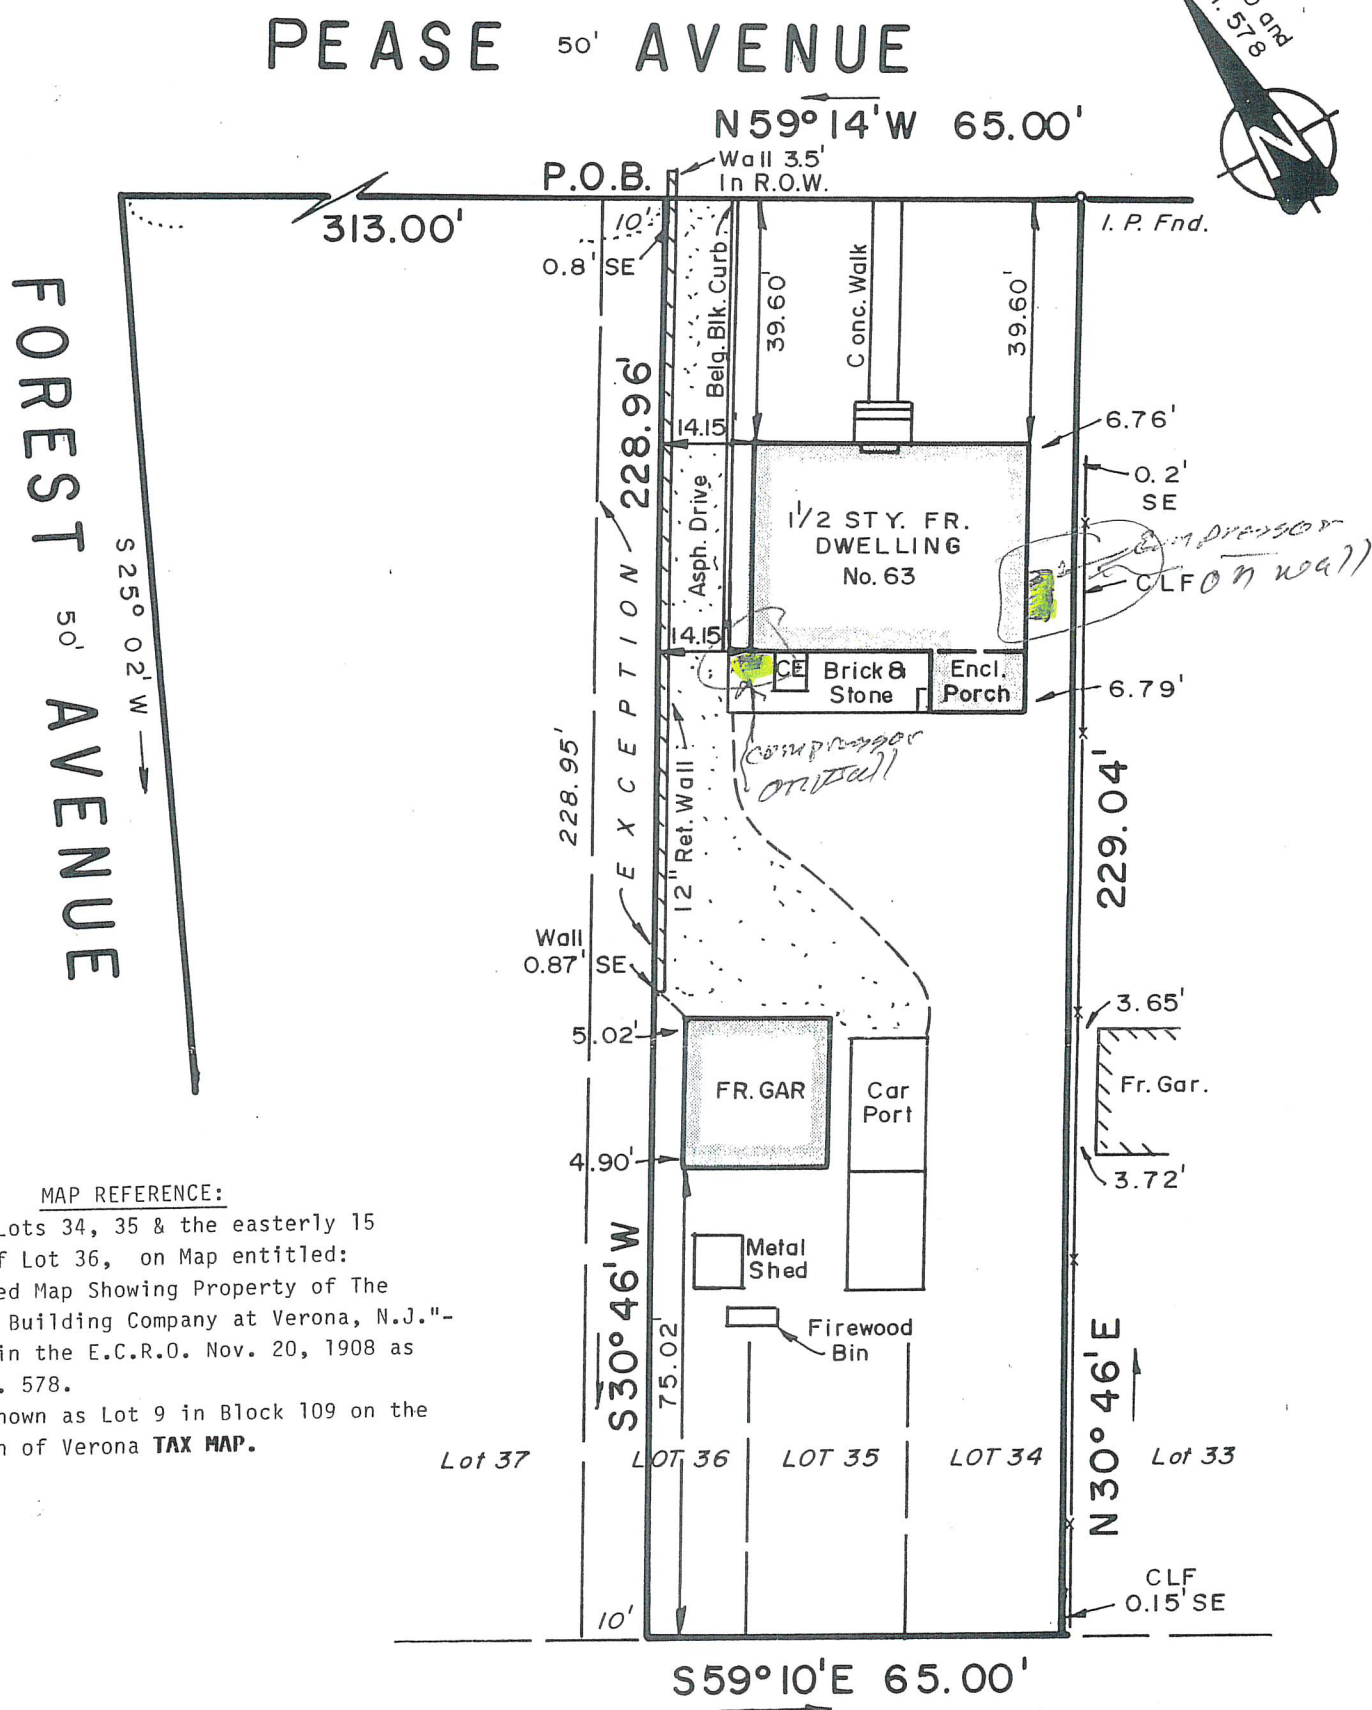 PEASE 50' AVENUE
and
578
N59°14'W 65.00'
Wall 3.5'
In R.O.W.
P.O.B.
313.00'
10'
0.8' SE
I. P. Fnd.
FOREST 50' AVENUE
S 25° 02' W
Belg. Blk. Curb
39.60'
Conc. Walk
39.60'
228.96'
14.15
6.76'
0.2'
SE
Asph. Drive
1 1/2 STY. FR.
DWELLING
No. 63
compressor
on wall
CLF
EXCEPTION
14.15
CE
Brick &
Stone
Encl.
Porch
6.79'
compressor
on wall
228.95'
12" Ret. Wall
229.04'
Wall
0.87' SE
5.02'
3.65'
FR. GAR
Car
Port
Fr. Gar.
4.90'
3.72'
MAP REFERENCE:
Lots 34, 35 & the easterly 15
f Lot 36, on Map entitled:
ed Map Showing Property of The
Building Company at Verona, N.J."-
in the E.C.R.O. Nov. 20, 1908 as
. 578.
nown as Lot 9 in Block 109 on the
n of Verona TAX MAP.
Metal
Shed
Firewood
Bin
S30°46'W
75.02'
N30°46'E
Lot 37
LOT 36
LOT 35
LOT 34
Lot 33
CLF
0.15' SE
10'
S59°10'E 65.00'